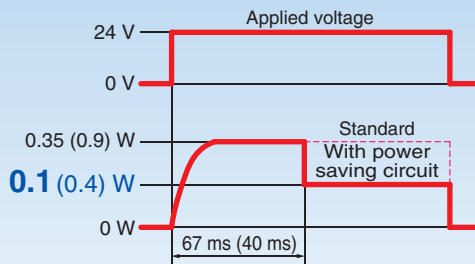 Applied voltage
24 V
0 V
0.35 (0.9) W
Standard
With power
saving circuit
0.1 (0.4) W
0 W
67 ms (40 ms)